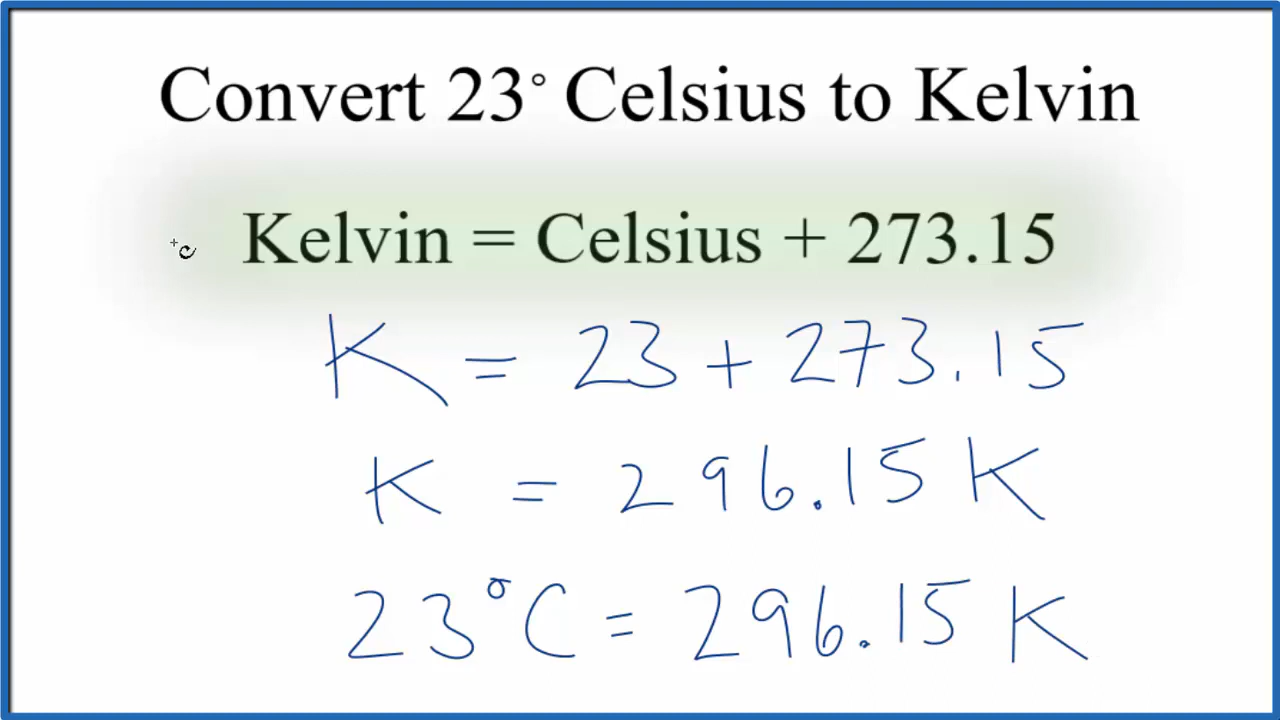 Convert 23° Celsius to Kelvin
Kelvin = Celsius + 273.15
K = 23 + 273.15
K = 296.15 K
23°C = 296.15 K